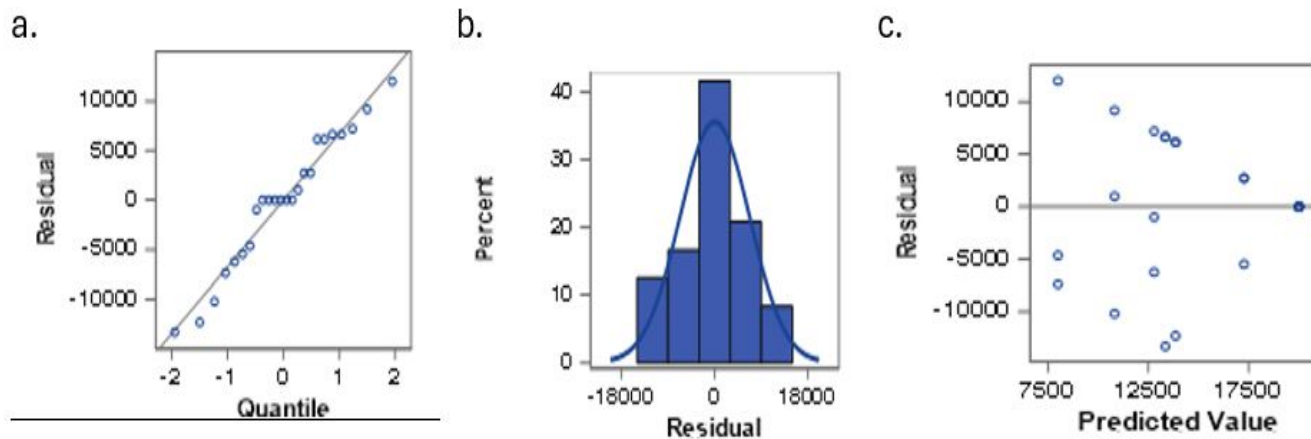 a.
10000
5000
0
-5000
-10000
Residual
-2 -1 0 1 2
Quantile
b.
40
30
20
10
0
Percent
-18000 0 18000
Residual
c.
10000
5000
0
-5000
-10000
Residual
7500 12500 17500
Predicted Value